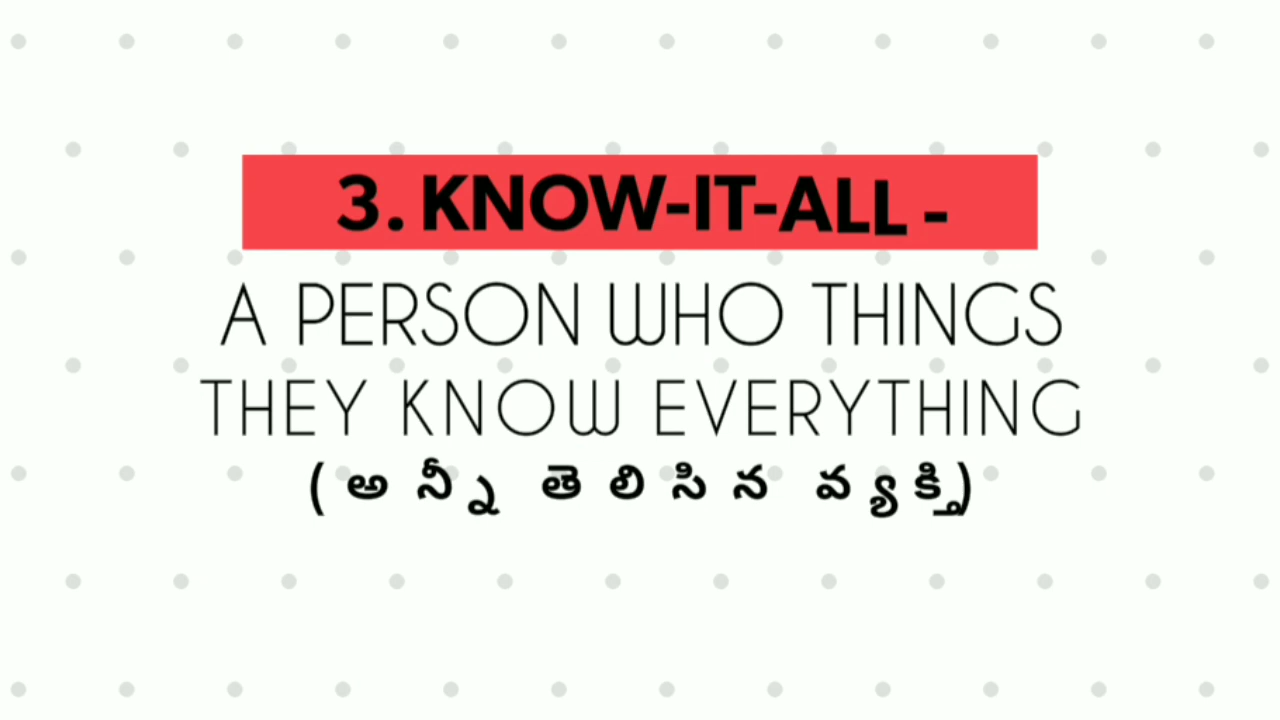 3. KNOW-IT-ALL -
A PERSON WHO THINGS
THEY KNOW EVERYTHING
(అన్నీ తెలిసిన వ్యక్తి)